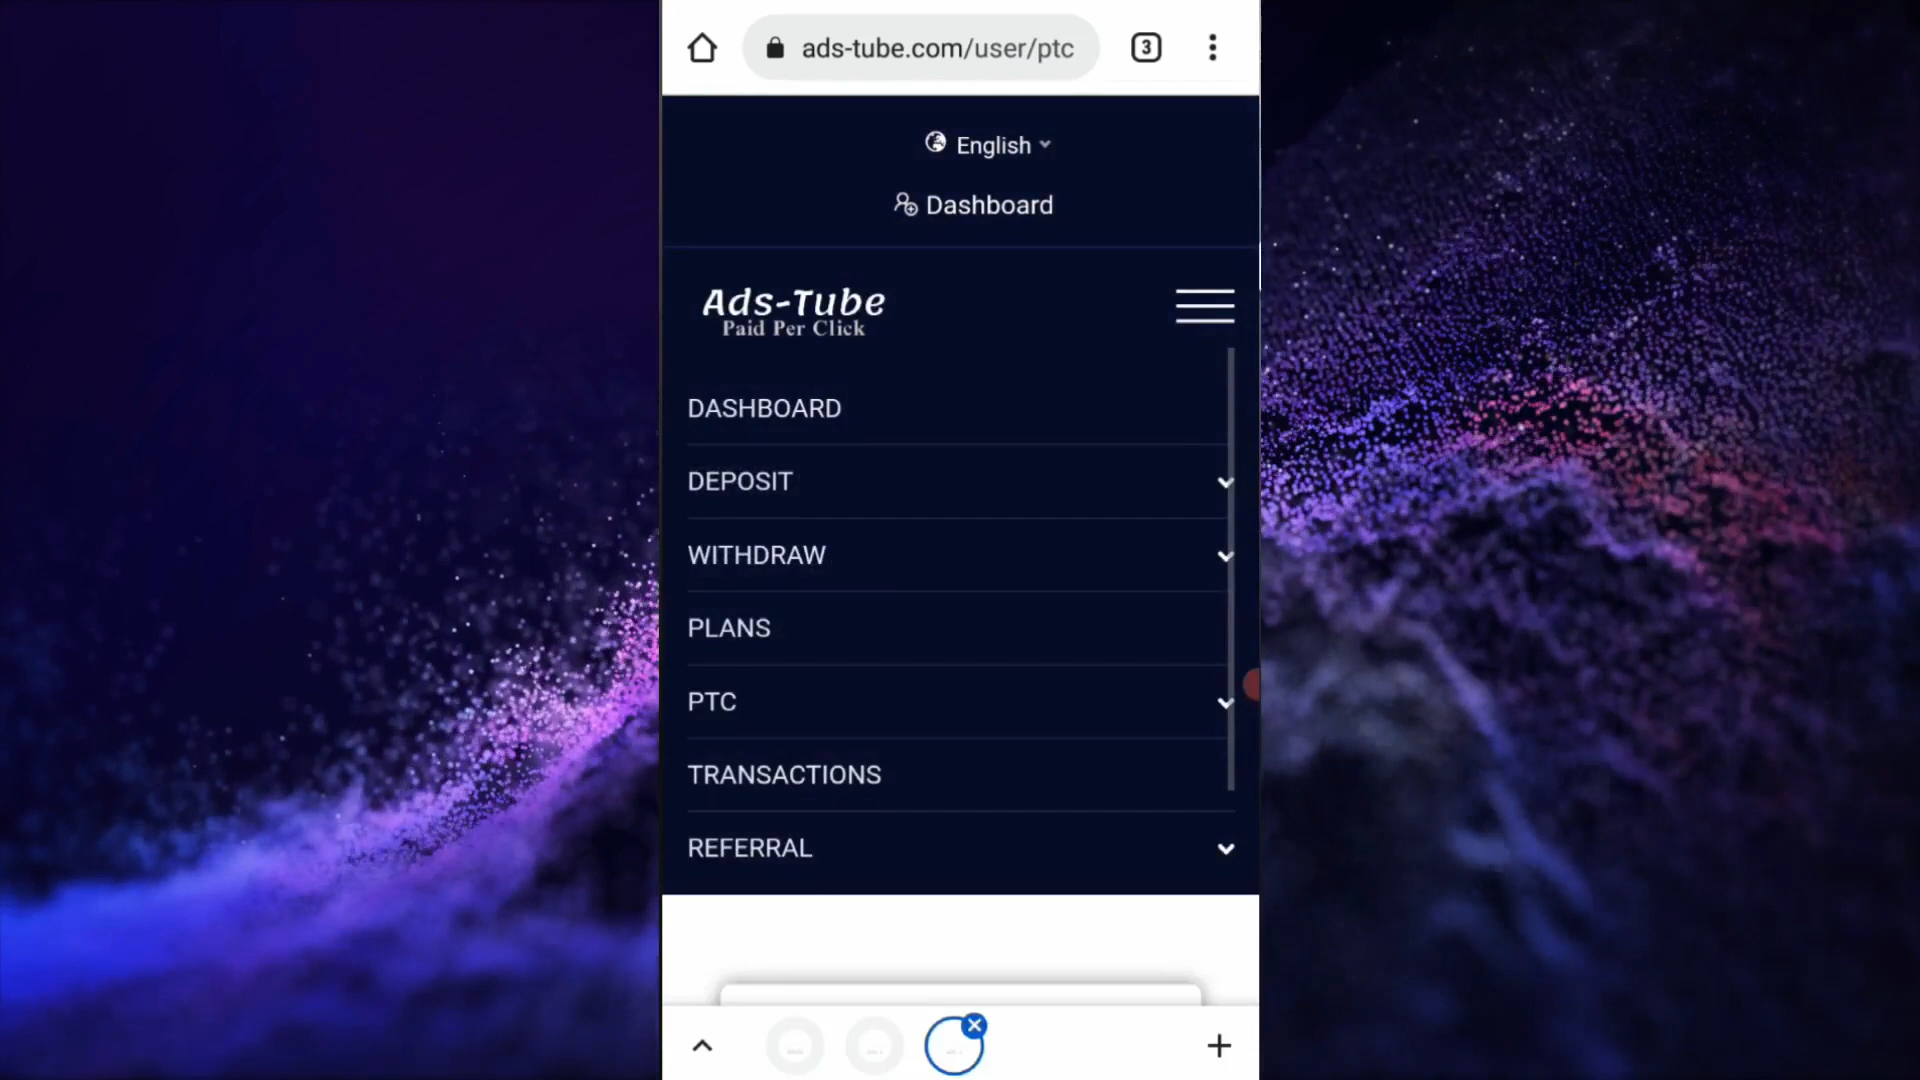 ads-tube.com/user/ptc
3
English
Dashboard
Ads-Tube
Paid Per Click
DASHBOARD
DEPOSIT
WITHDRAW
PLANS
PTC
TRANSACTIONS
REFERRAL